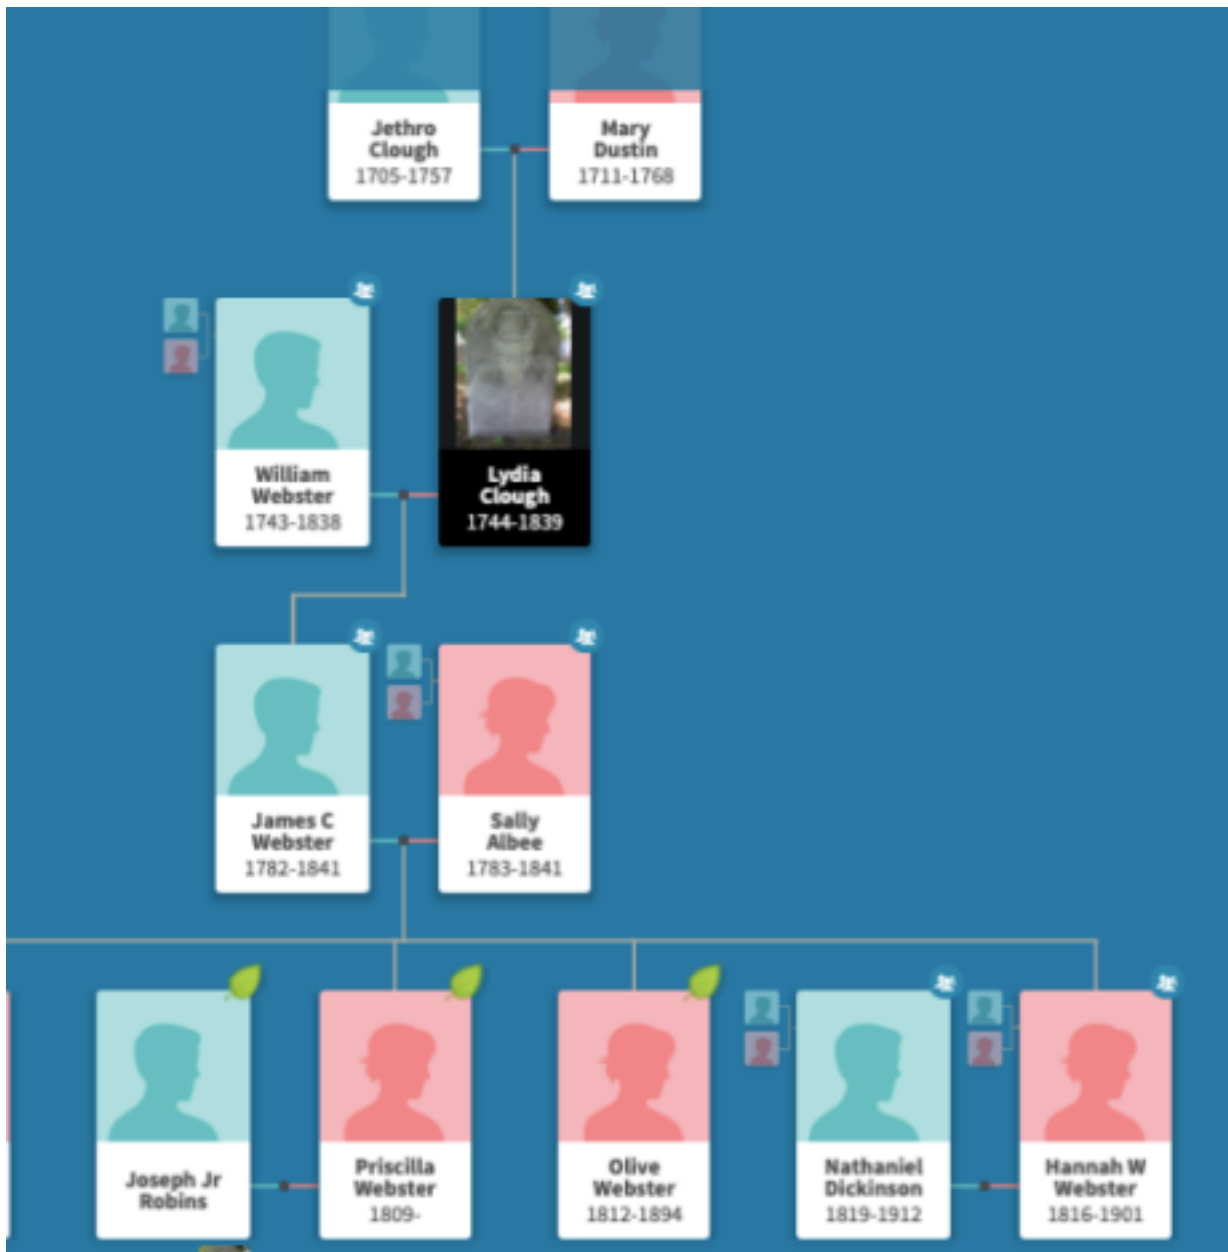 Jethro
Clough
1705-1757
Mary
Dustin
1711-1768
William
Webster
1743-1838
Lydia
Clough
1744-1839
James C
Webster
1782-1841
Sally
Albee
1783-1841
Joseph Jr
Robins
Priscilla
Webster
1809-
Olive
Webster
1812-1894
Nathaniel
Dickinson
1819-1912
Hannah W
Webster
1816-1901